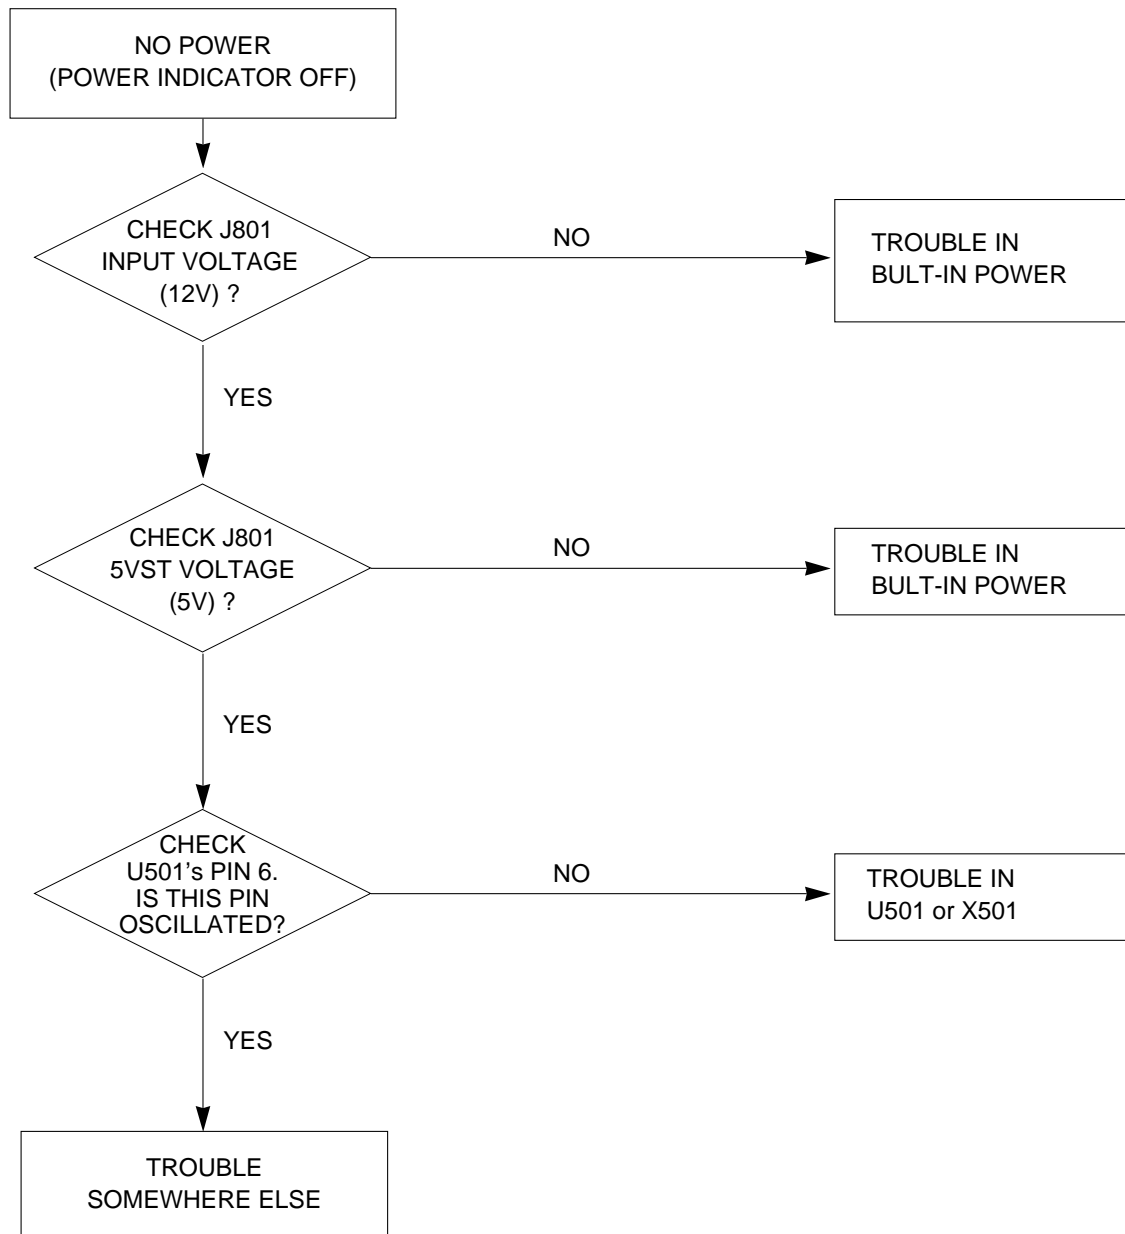 NO POWER
(POWER INDICATOR OFF)
CHECK J801
INPUT VOLTAGE
(12V) ?
NO
TROUBLE IN
BULT-IN POWER
YES
CHECK J801
5VST VOLTAGE
(5V) ?
NO
TROUBLE IN
BULT-IN POWER
YES
CHECK
U501’s PIN 6.
IS THIS PIN
OSCILLATED?
NO
TROUBLE IN
U501 or X501
YES
TROUBLE
SOMEWHERE ELSE